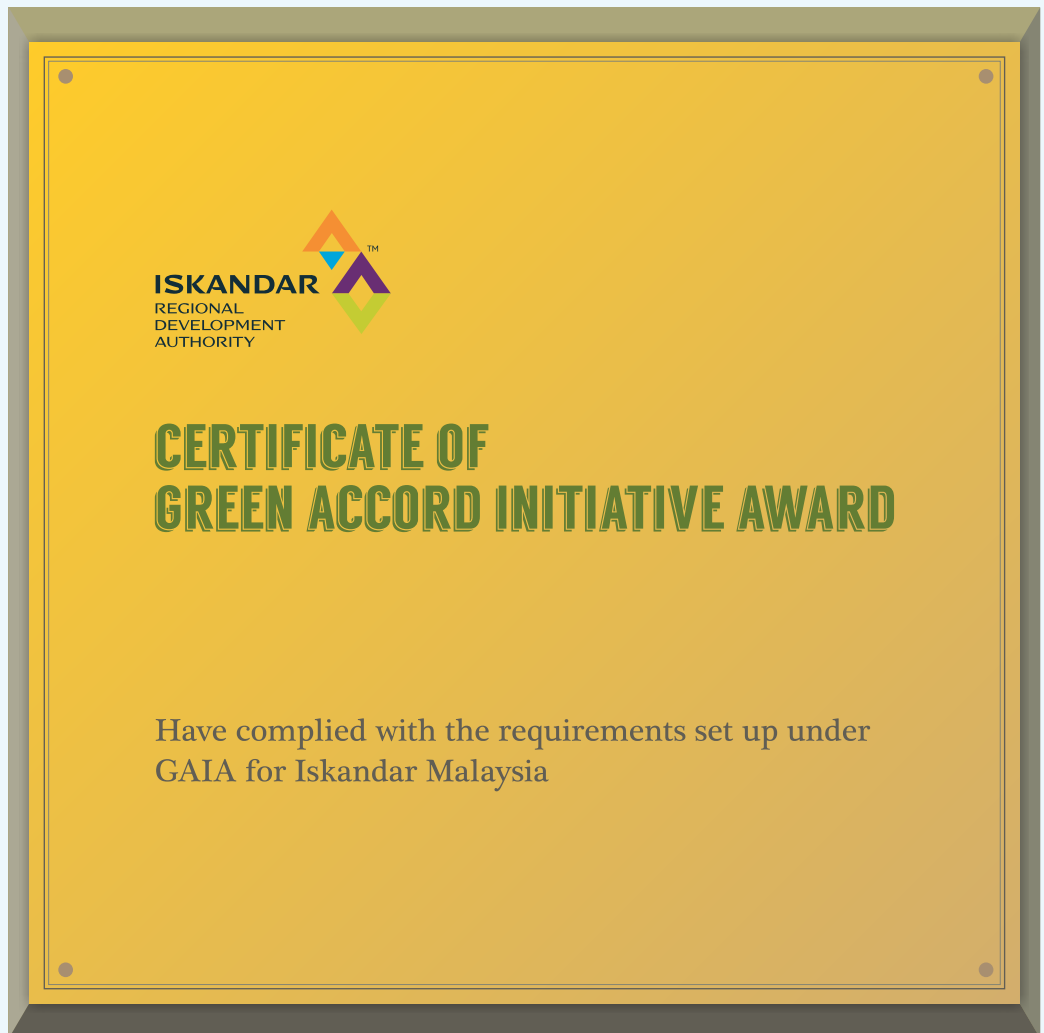 TM
ISKANDAR
REGIONAL
DEVELOPMENT
AUTHORITY
CERTIFICATE OF
GREEN ACCORD INITIATIVE AWARD
Have complied with the requirements set up under
GAIA for Iskandar Malaysia